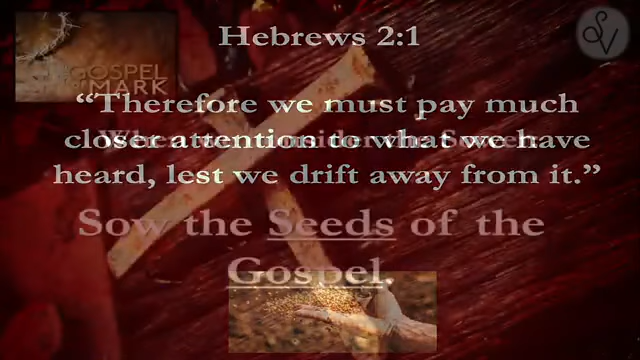 Hebrews 2:1
SV
GOSPEL
MARK
“Therefore we must pay much
closer attention to what we have
heard, lest we drift away from it.”
Sow the Seeds of the
Gospel.